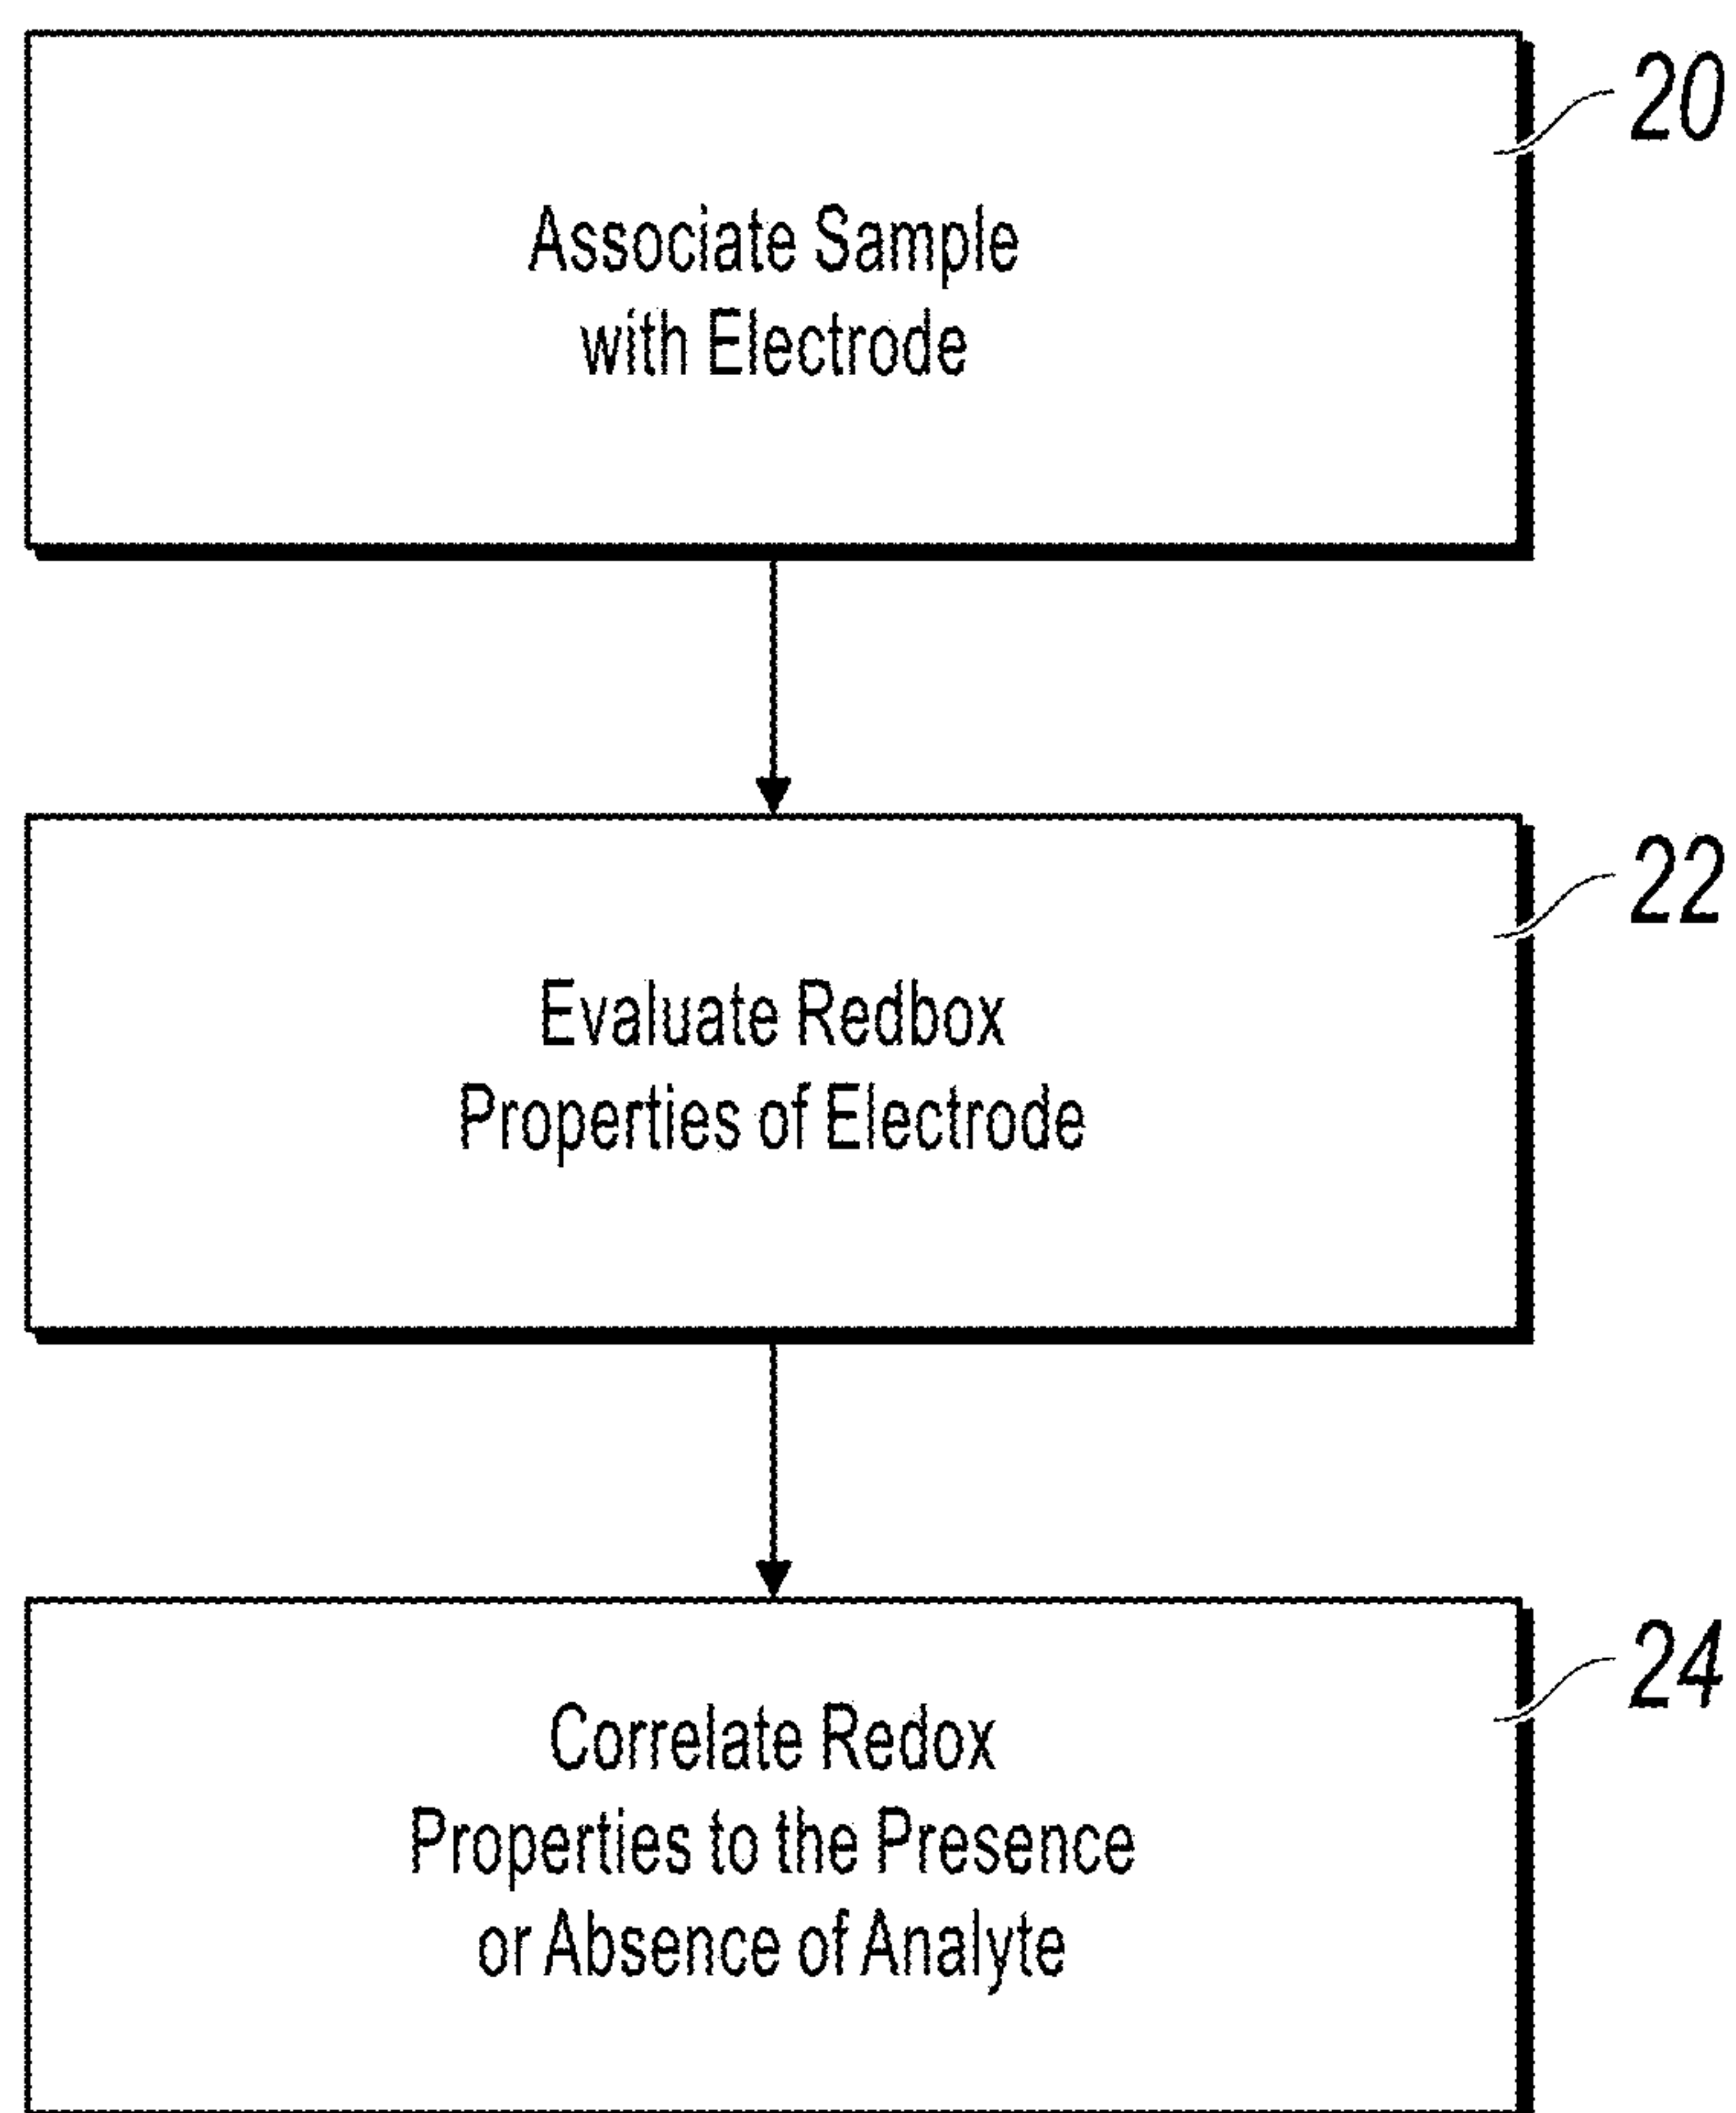 20
Associate Sample
with Electrode
22
Evaluate Redbox
Properties of Electrode
24
Correlate Redox
Properties to the Presence
or Absence of Analyte